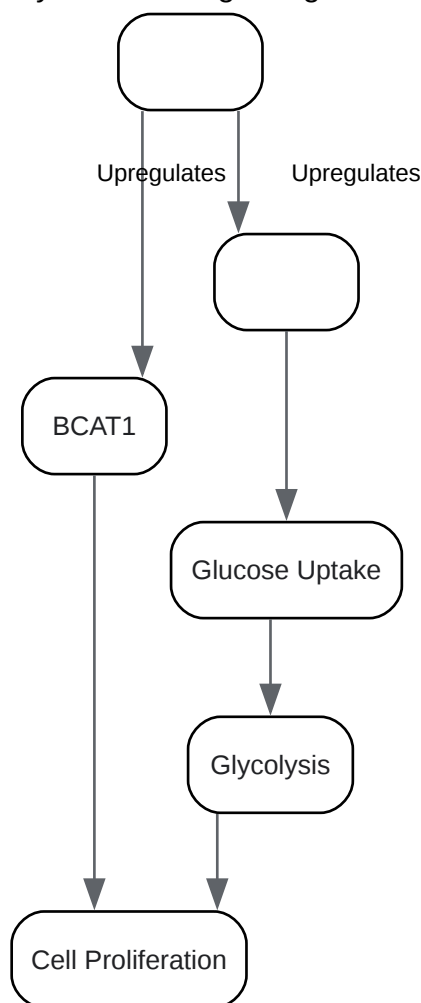 Upregulates Upregulates
BCAT1
Glucose Uptake
Glycolysis
Cell Proliferation